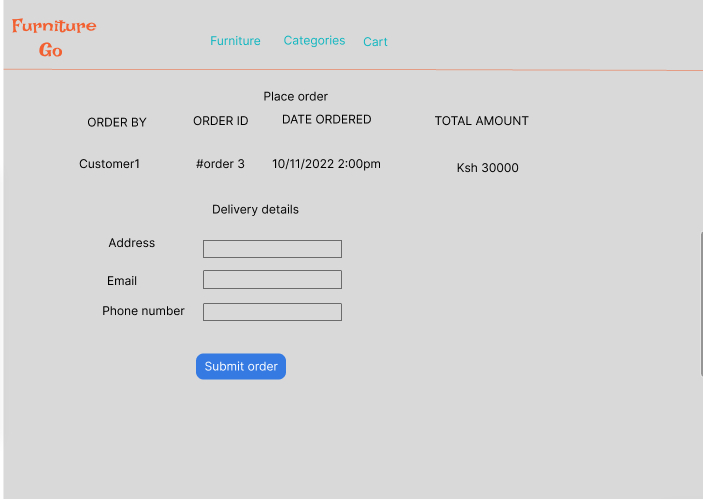 Furniture
Go
Furniture Categories Cart
Place order
ORDER BY ORDER ID DATE ORDERED TOTAL AMOUNT
Customer1 #order 3 10/11/2022 2:00pm Ksh 30000
Delivery details
Address
Email
Phone number
Submit order